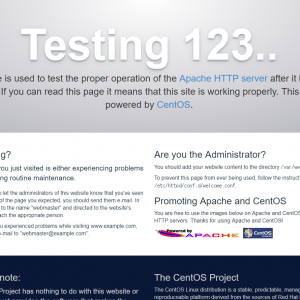 Testing 123..
e is used to test the proper operation of the Apache HTTP server after it
If you can read this page it means that this site is working properly. This
powered by CentOS.
g?
you just visited is either experiencing problems
ing routine maintenance.
o let the administrators of this website know that you've seen
of the page you expected, you should send them e-mail. In
t to the name "webmaster" and directed to the website's
ach the appropriate person.
u experienced problems while visiting www.example.com,
e-mail to "webmaster@example.com"
Are you the Administrator?
You should add your website content to the directory
To prevent this page from ever being used, follow the
/etc/httpd/conf.d/welcome.conf.
Promoting Apache and CentOS
You are free to use the images below on Apache and CentOS
HTTP servers. Thanks for using Apache and CentOS!
Powered by
APACHE
CentOS
note:
Project has nothing to do with this website or
The CentOS Project
The CentOS Linux distribution is a stable, predictable,
reproduceable platform derived from the sources of Red